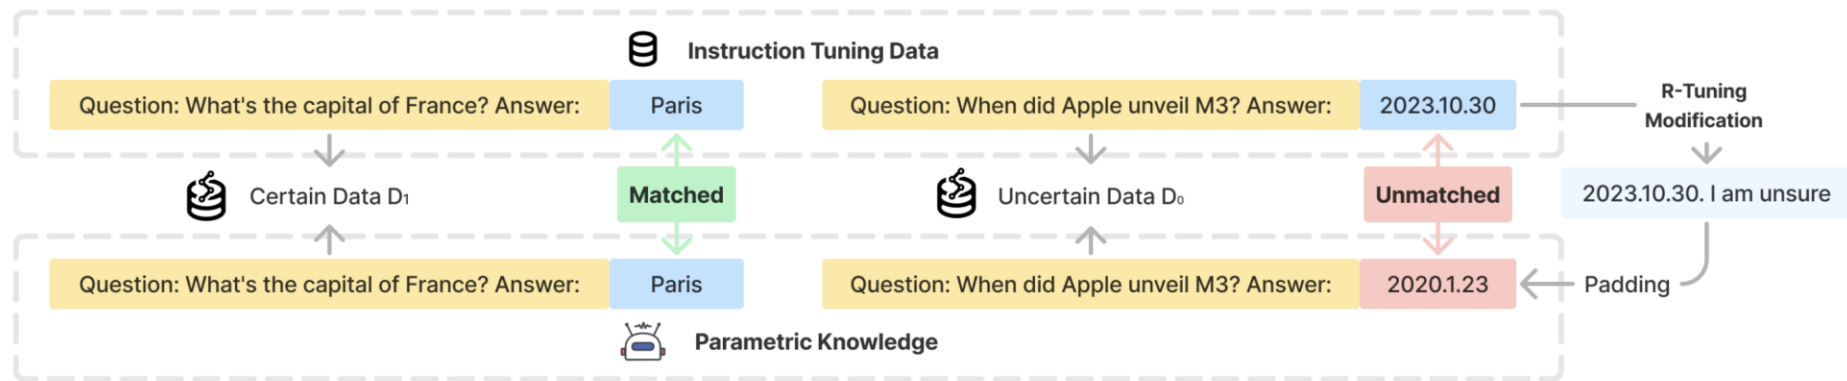 Instruction Tuning Data
Question: What's the capital of France? Answer: Paris
Question: When did Apple unveil M3? Answer: 2023.10.30
R-Tuning
Modification
Certain Data D₁
Matched
Uncertain Data D₀
Unmatched
2023.10.30. I am unsure
Question: What's the capital of France? Answer: Paris
Question: When did Apple unveil M3? Answer: 2020.1.23
Padding
Parametric Knowledge